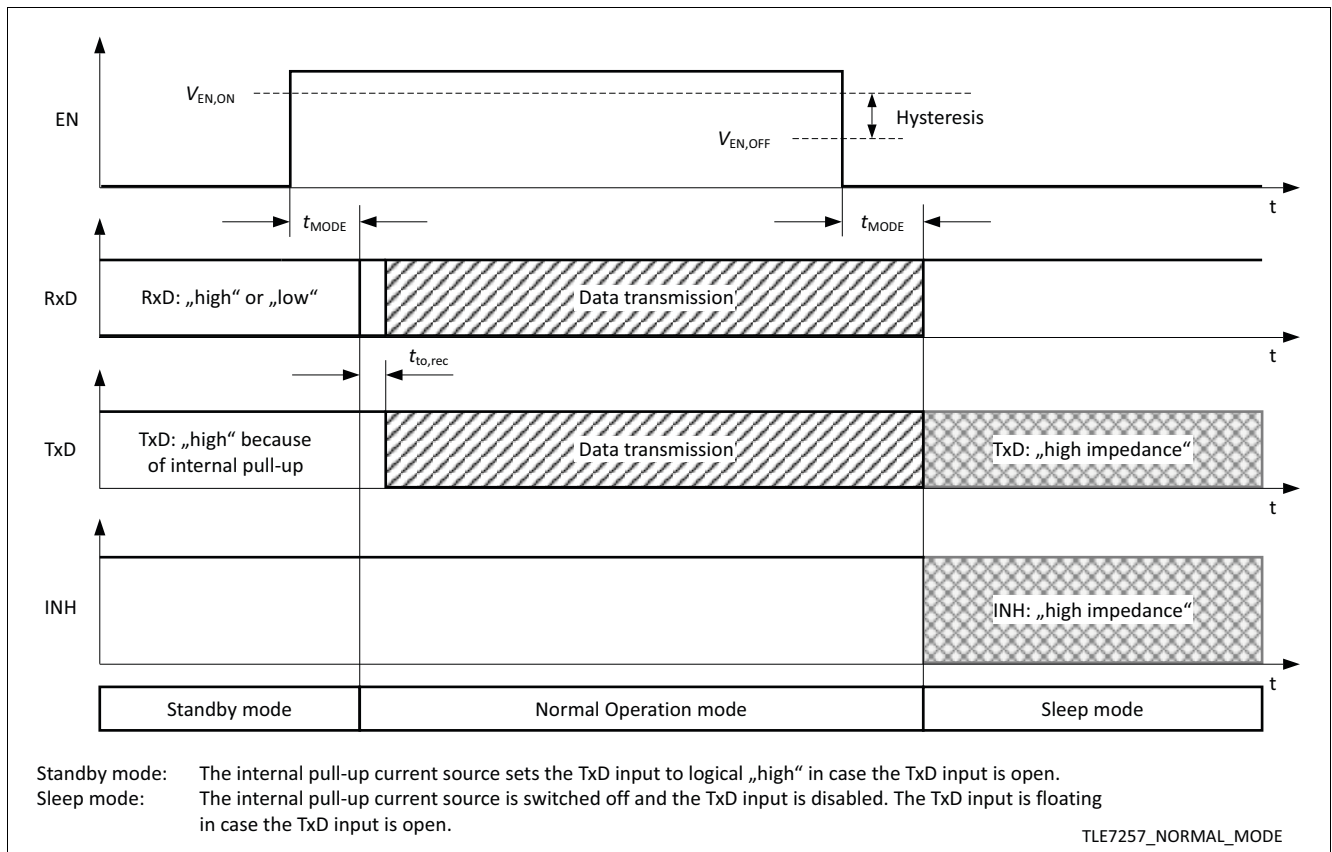 V_EN,ON
EN
Hysteresis
V_EN,OFF
t
t_MODE
t_MODE
RxD
RxD: „high“ or „low“
Data transmission
t
t_to,rec
TxD
TxD: „high“ because
of internal pull-up
Data transmission
TxD: „high impedance“
t
INH
INH: „high impedance“
t
Standby mode
Normal Operation mode
Sleep mode
Standby mode: The internal pull-up current source sets the TxD input to logical „high“ in case the TxD input is open.
Sleep mode: The internal pull-up current source is switched off and the TxD input is disabled. The TxD input is floating
in case the TxD input is open.
TLE7257_NORMAL_MODE